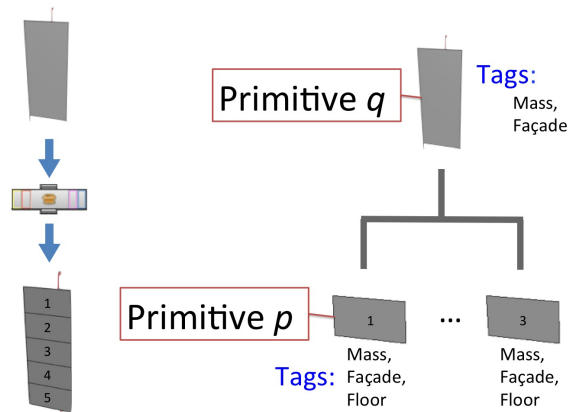 Primitive q
Tags:
Mass,
Façade
1
2
3
4
5
Primitive p
1
...
3
Tags:
Mass,
Façade,
Floor
Mass,
Façade,
Floor